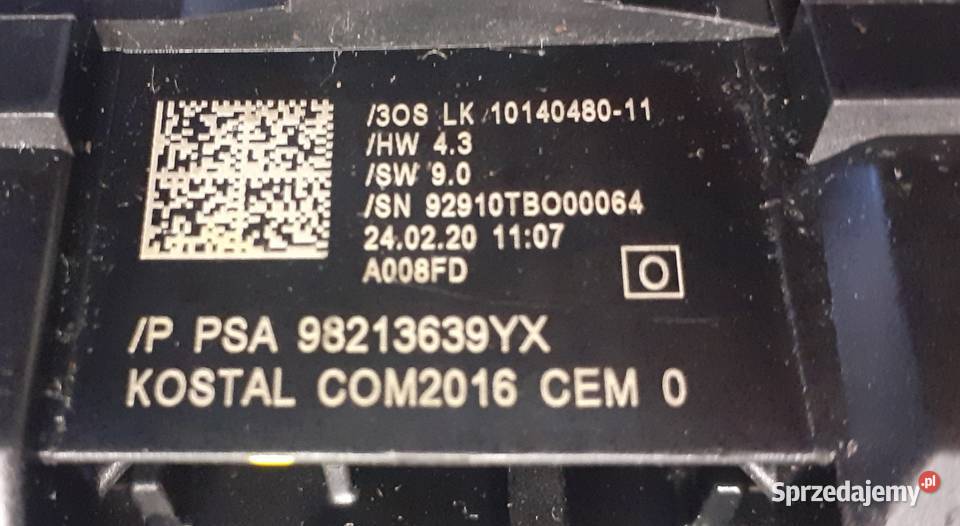 /3OS LK /10140480-11
/HW 4.3
/SW 9.0
/SN 92910TBO00064
24.02.20 11:07
A008FD
O
/P PSA 98213639YX
KOSTAL COM2016 CEM 0
Sprzedajemy.pl